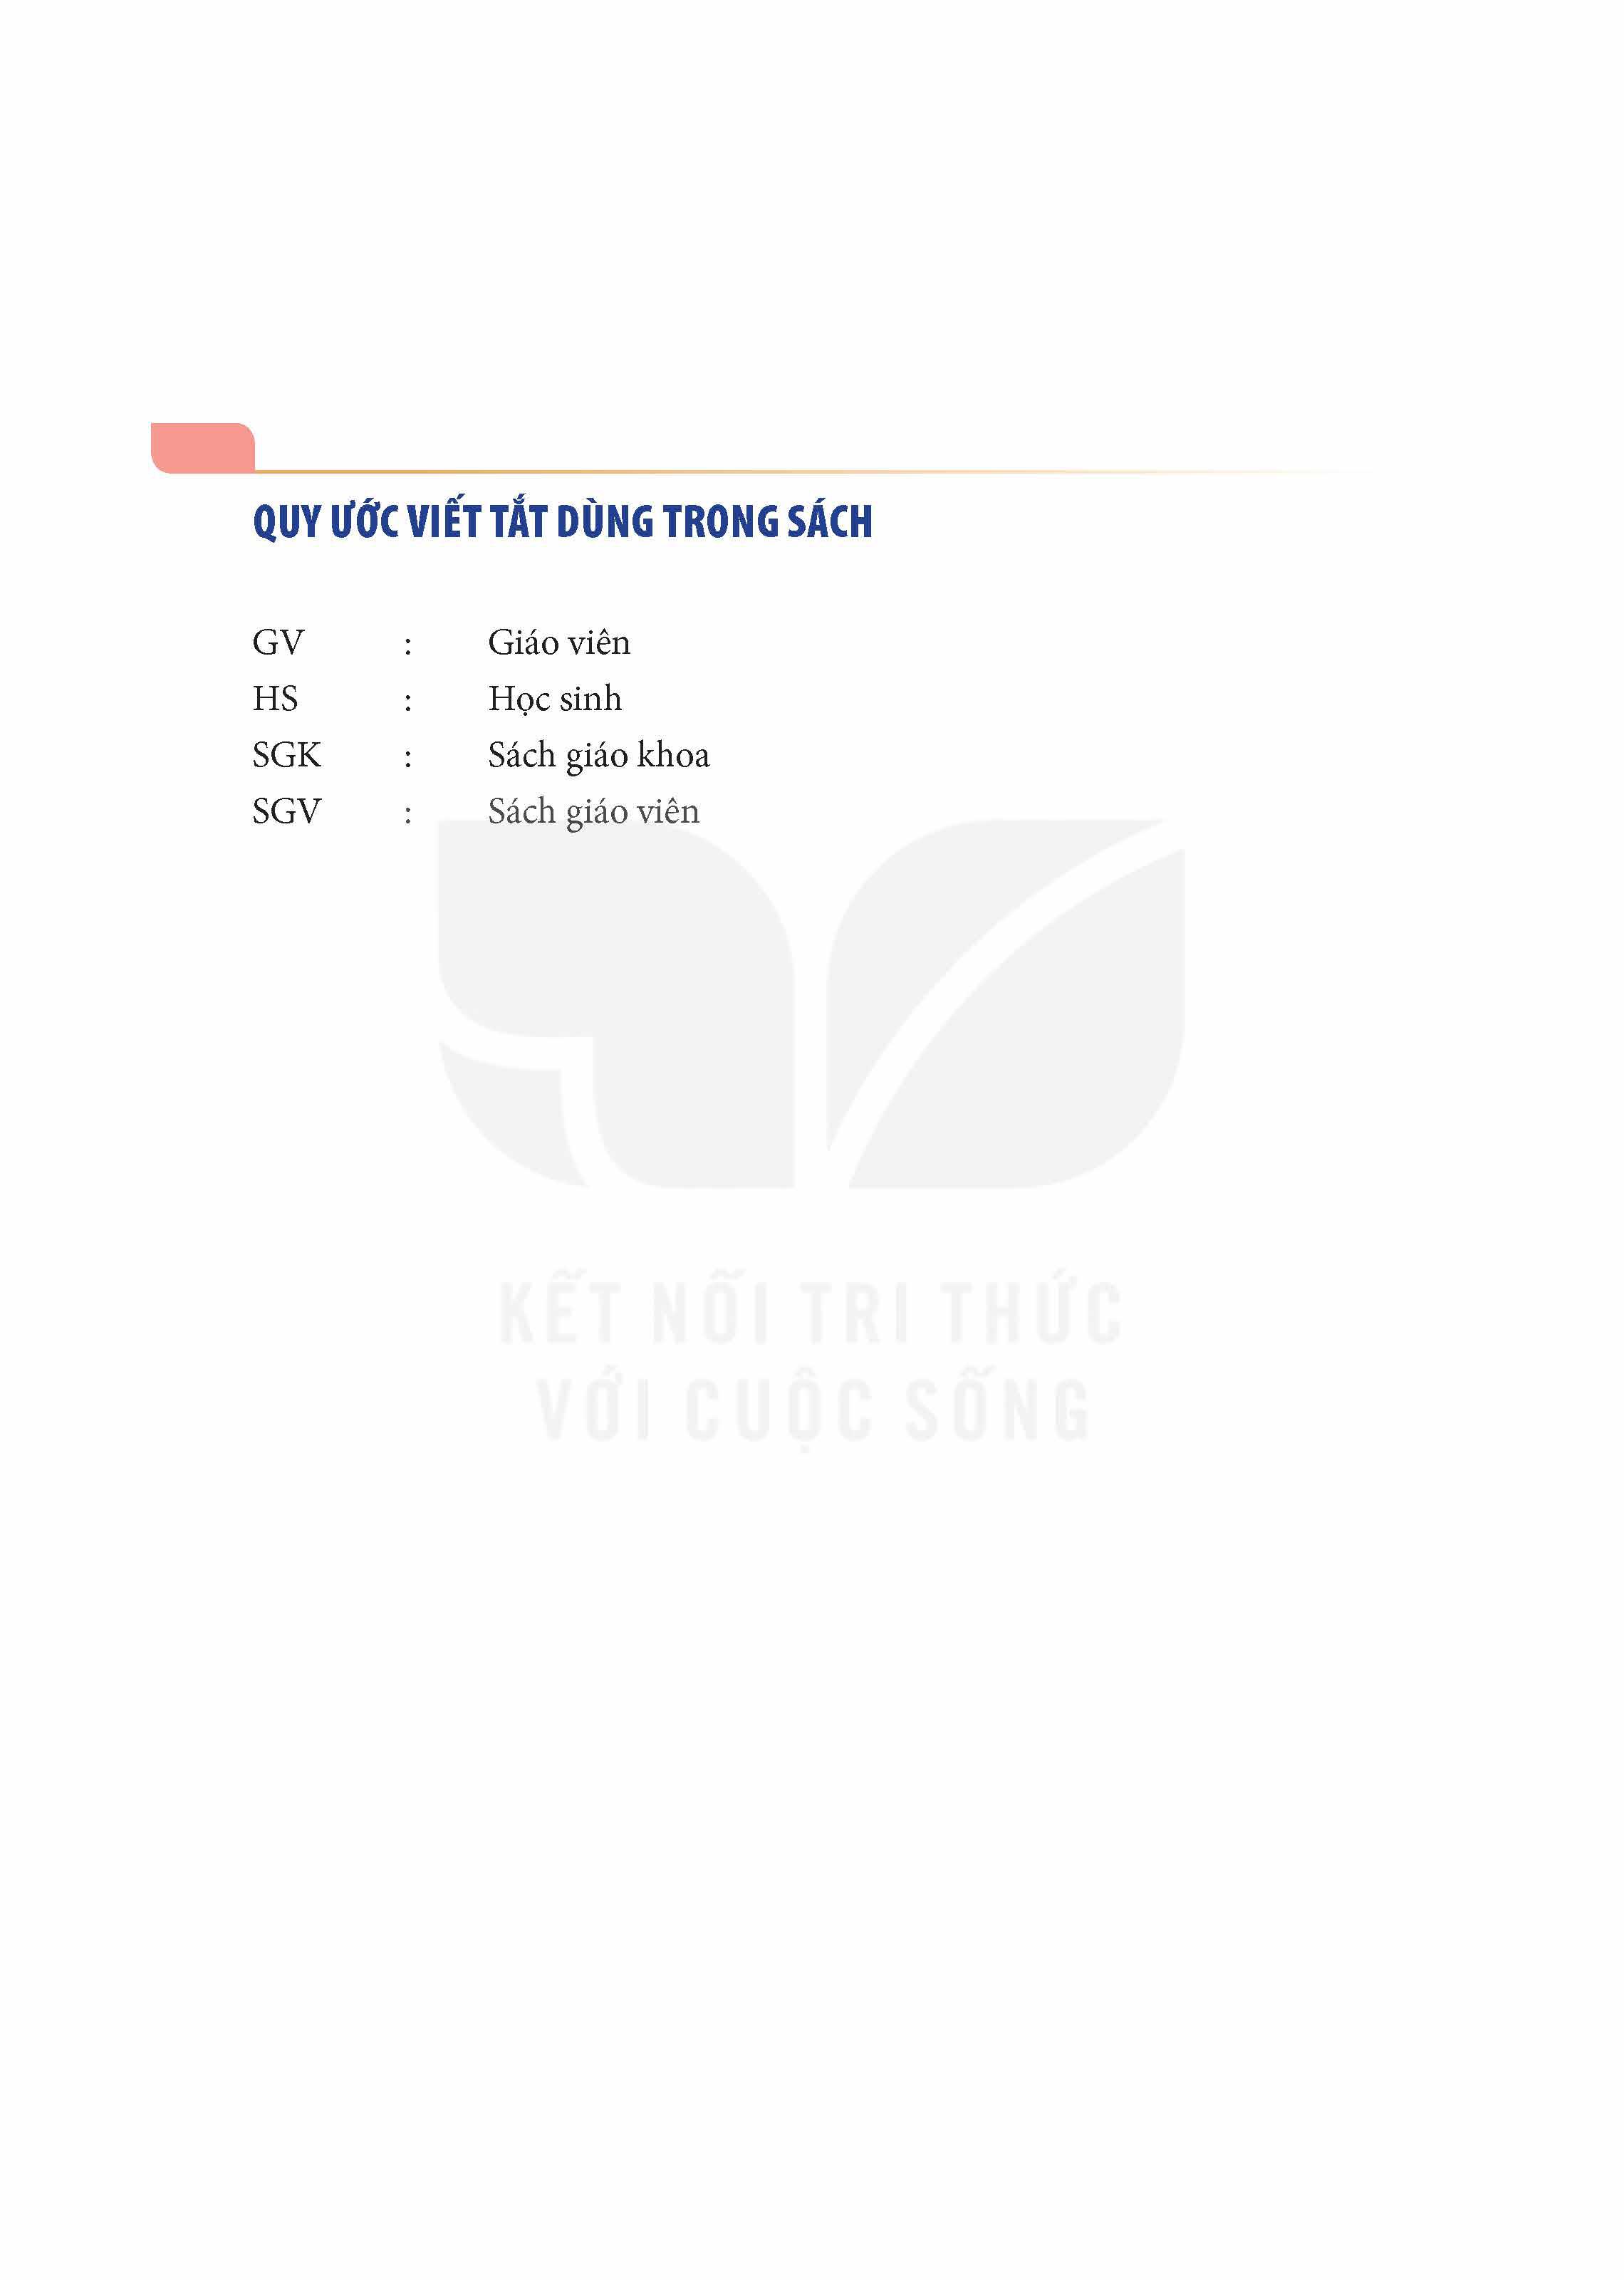 QUY ƯỚC VIẾT TẮT DÙNG TRONG SÁCH
GV : Giáo viên
HS : Học sinh
SGK : Sách giáo khoa
SGV : Sách giáo viên
KẾT NỐI TRI THỨC
VỚI CUỘC SỐNG